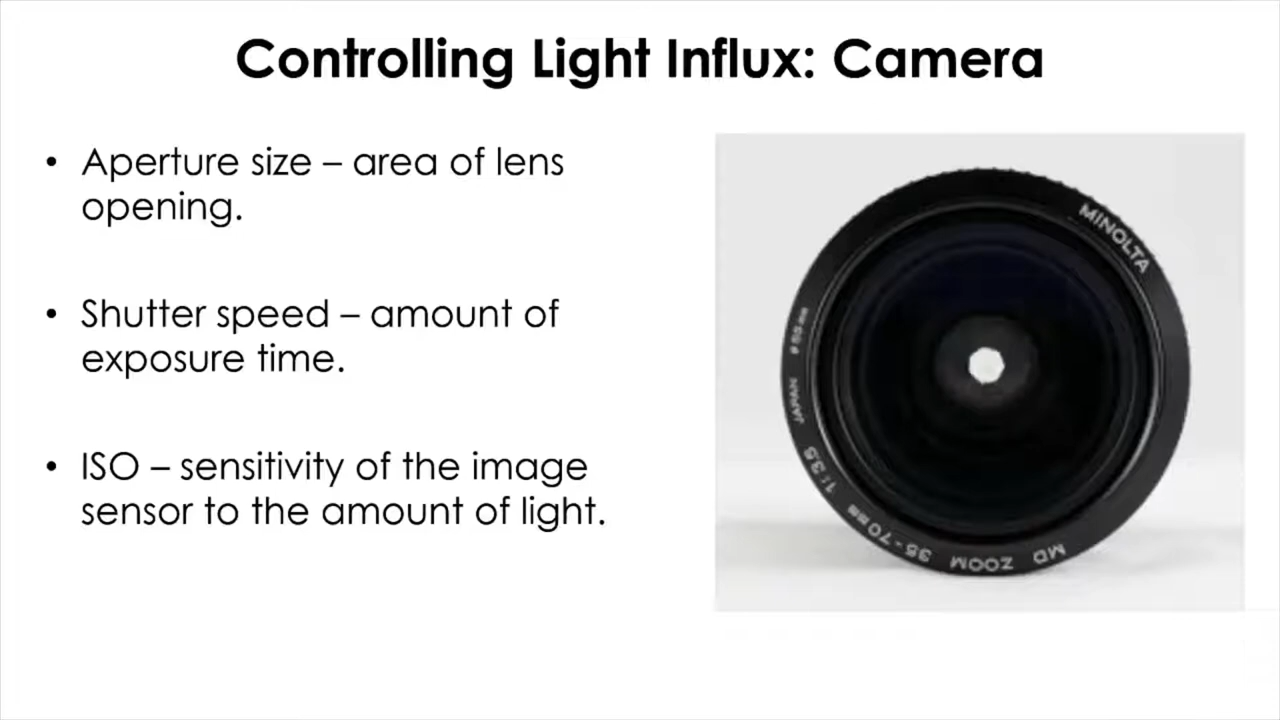 Controlling Light Influx: Camera
• Aperture size – area of lens
opening.
• Shutter speed – amount of
exposure time.
• ISO – sensitivity of the image
sensor to the amount of light.
MINOLTA
MD ZOOM 35-70mm 1:3.5 JAPAN ø55mm